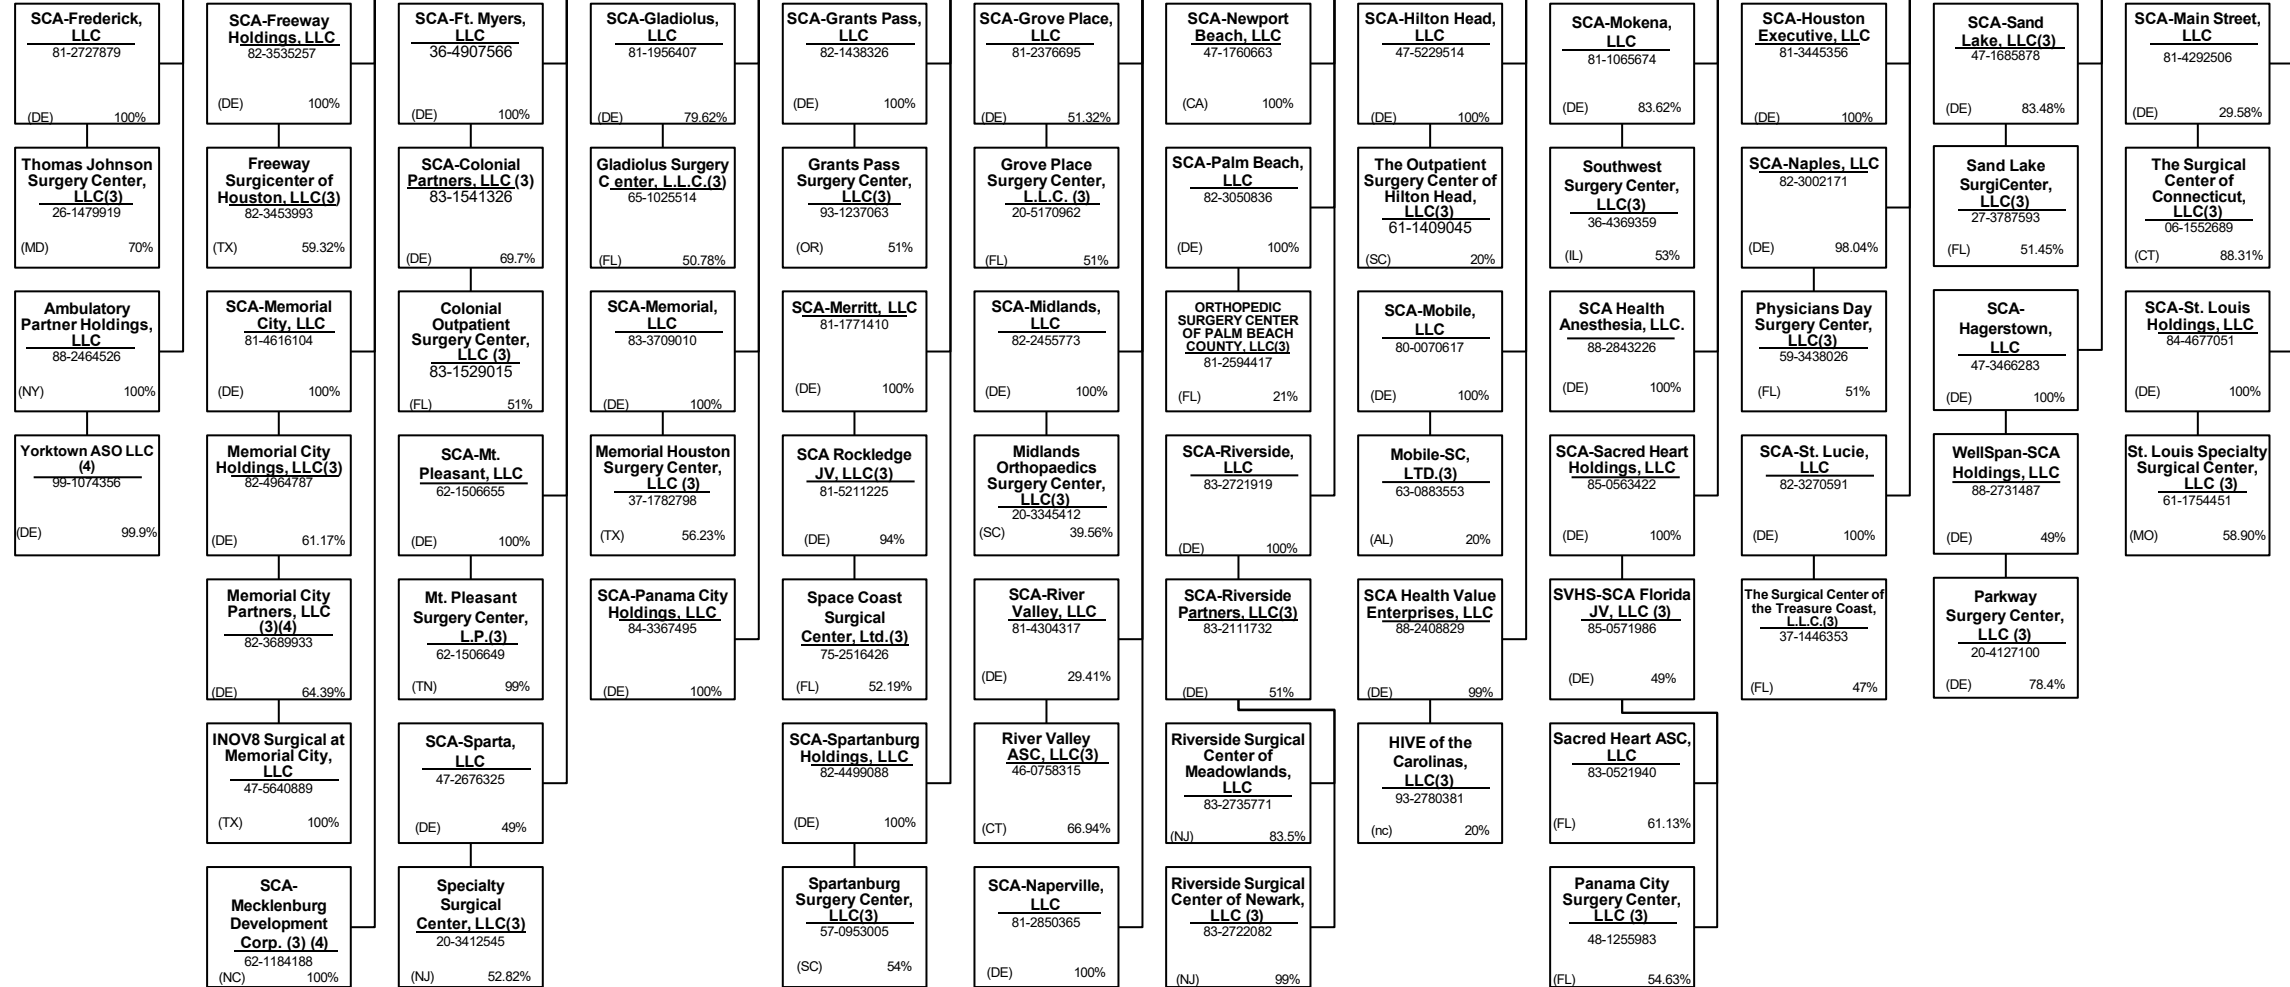 SCA-Frederick,
LLC
81-2727879
(DE) 100%
Thomas Johnson
Surgery Center,
LLC(3)
26-1479919
(MD) 70%
Ambulatory
Partner Holdings,
LLC
88-2464526
(NY) 100%
Yorktown ASO LLC
(4)
99-1074356
(DE) 99.9%
SCA-Freeway
Holdings, LLC
82-3535257
(DE) 100%
Freeway
Surgicenter of
Houston, LLC(3)
82-3453993
(TX) 59.32%
SCA-Memorial
City, LLC
81-4616104
(DE) 100%
Memorial City
Holdings, LLC(3)
82-4964787
(DE) 61.17%
Memorial City
Partners, LLC
(3)(4)
82-3689933
(DE) 64.39%
INOV8 Surgical at
Memorial City,
LLC
47-5640889
(TX) 100%
SCA-
Mecklenburg
Development
Corp. (3) (4)
62-1184188
(NC) 100%
SCA-Ft. Myers,
LLC
36-4907566
(DE) 100%
SCA-Colonial
Partners, LLC (3)
83-1541326
(DE) 69.7%
Colonial
Outpatient
Surgery Center,
LLC (3)
83-1529015
(FL) 51%
SCA-Mt.
Pleasant, LLC
62-1506655
(DE) 100%
Mt. Pleasant
Surgery Center,
L.P.(3)
62-1506649
(TN) 99%
SCA-Sparta,
LLC
47-2676325
(DE) 49%
Specialty
Surgical
Center, LLC(3)
20-3412545
(NJ) 52.82%
SCA-Gladiolus,
LLC
81-1956407
(DE) 79.62%
Gladiolus Surgery
C enter, L.L.C.(3)
65-1025514
(FL) 50.78%
SCA-Memorial,
LLC
83-3709010
(DE) 100%
Memorial Houston
Surgery Center,
LLC (3)
37-1782798
(TX) 56.23%
SCA-Panama City
Holdings, LLC
84-3367495
(DE) 100%
SCA-Grants Pass,
LLC
82-1438326
(DE) 100%
Grants Pass
Surgery Center,
LLC(3)
93-1237063
(OR) 51%
SCA-Merritt, LLC
81-1771410
(DE) 100%
SCA Rockledge
JV, LLC(3)
81-5211225
(DE) 94%
Space Coast
Surgical
Center, Ltd.(3)
75-2516426
(FL) 52.19%
SCA-Spartanburg
Holdings, LLC
82-4499088
(DE) 100%
Spartanburg
Surgery Center,
LLC(3)
57-0953005
(SC) 54%
SCA-Grove Place,
LLC
81-2376695
(DE) 51.32%
Grove Place
Surgery Center,
L.L.C. (3)
20-5170962
(FL) 51%
SCA-Midlands,
LLC
82-2455773
(DE) 100%
Midlands
Orthopaedics
Surgery Center,
LLC(3)
20-3345412
(SC) 39.56%
SCA-River
Valley, LLC
81-4304317
(DE) 29.41%
River Valley
ASC, LLC(3)
46-0758315
(CT) 66.94%
SCA-Naperville,
LLC
81-2850365
(DE) 100%
SCA-Newport
Beach, LLC
47-1760663
(CA) 100%
SCA-Palm Beach,
LLC
82-3050836
(DE) 100%
ORTHOPEDIC
SURGERY CENTER
OF PALM BEACH
COUNTY, LLC(3)
81-2594417
(FL) 21%
SCA-Riverside,
LLC
83-2721919
(DE) 100%
SCA-Riverside
Partners, LLC(3)
83-2111732
(DE) 51%
Riverside Surgical
Center of
Meadowlands,
LLC
83-2735771
(NJ) 83.5%
Riverside Surgical
Center of Newark,
LLC (3)
83-2722082
(NJ) 99%
SCA-Hilton Head,
LLC
47-5229514
(DE) 100%
The Outpatient
Surgery Center of
Hilton Head,
LLC(3)
61-1409045
(SC) 20%
SCA-Mobile,
LLC
80-0070617
(DE) 100%
Mobile-SC,
LTD.(3)
63-0883553
(AL) 20%
SCA Health Value
Enterprises, LLC
88-2408829
(DE) 99%
HIVE of the
Carolinas,
LLC(3)
93-2780381
(nc) 20%
SCA-Mokena,
LLC
81-1065674
(DE) 83.62%
Southwest
Surgery Center,
LLC(3)
36-4369359
(IL) 53%
SCA Health
Anesthesia, LLC.
88-2843226
(DE) 100%
SCA-Sacred Heart
Holdings, LLC
85-0563422
(DE) 100%
SVHS-SCA Florida
JV, LLC (3)
85-0571986
(DE) 49%
Sacred Heart ASC,
LLC
83-0521940
(FL) 61.13%
Panama City
Surgery Center,
LLC (3)
48-1255983
(FL) 54.63%
SCA-Houston
Executive, LLC
81-3445356
(DE) 100%
SCA-Naples, LLC
82-3002171
(DE) 98.04%
Physicians Day
Surgery Center,
LLC(3)
59-3438026
(FL) 51%
SCA-St. Lucie,
LLC
82-3270591
(DE) 100%
The Surgical Center of
the Treasure Coast,
L.L.C.(3)
37-1446353
(FL) 47%
SCA-Sand
Lake, LLC(3)
47-1685878
(DE) 83.48%
Sand Lake
SurgiCenter,
LLC(3)
27-3787593
(FL) 51.45%
SCA-
Hagerstown,
LLC
47-3466283
(DE) 100%
WellSpan-SCA
Holdings, LLC
88-2731487
(DE) 49%
Parkway
Surgery Center,
LLC (3)
20-4127100
(DE) 78.4%
SCA-Main Street,
LLC
81-4292506
(DE) 29.58%
The Surgical
Center of
Connecticut,
LLC(3)
06-1552689
(CT) 88.31%
SCA-St. Louis
Holdings, LLC
84-4677051
(DE) 100%
St. Louis Specialty
Surgical Center,
LLC (3)
61-1754451
(MO) 58.90%